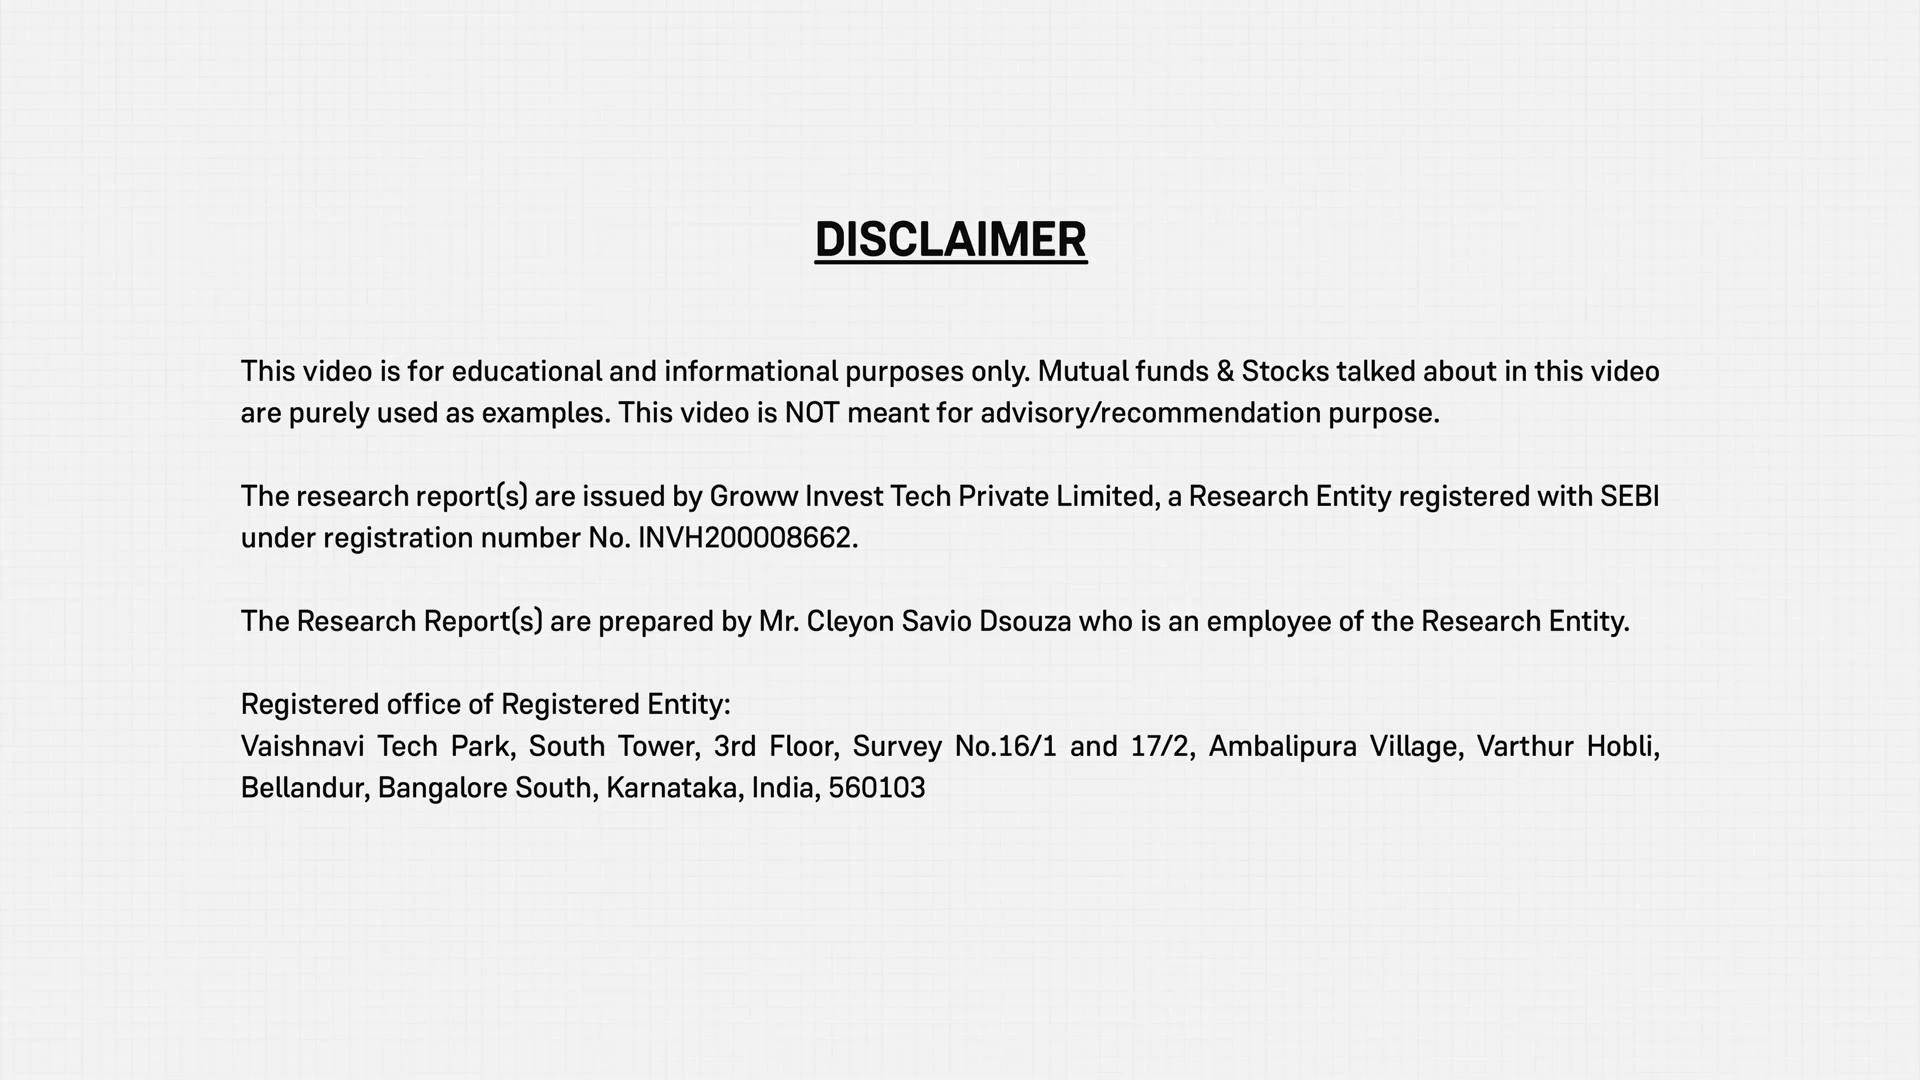 DISCLAIMER
This video is for educational and informational purposes only. Mutual funds & Stocks talked about in this video
are purely used as examples. This video is NOT meant for advisory/recommendation purpose.
The research report(s) are issued by Groww Invest Tech Private Limited, a Research Entity registered with SEBI
under registration number No. INVH200008662.
The Research Report(s) are prepared by Mr. Cleyon Savio Dsouza who is an employee of the Research Entity.
Registered office of Registered Entity:
Vaishnavi Tech Park, South Tower, 3rd Floor, Survey No.16/1 and 17/2, Ambalipura Village, Varthur Hobli,
Bellandur, Bangalore South, Karnataka, India, 560103